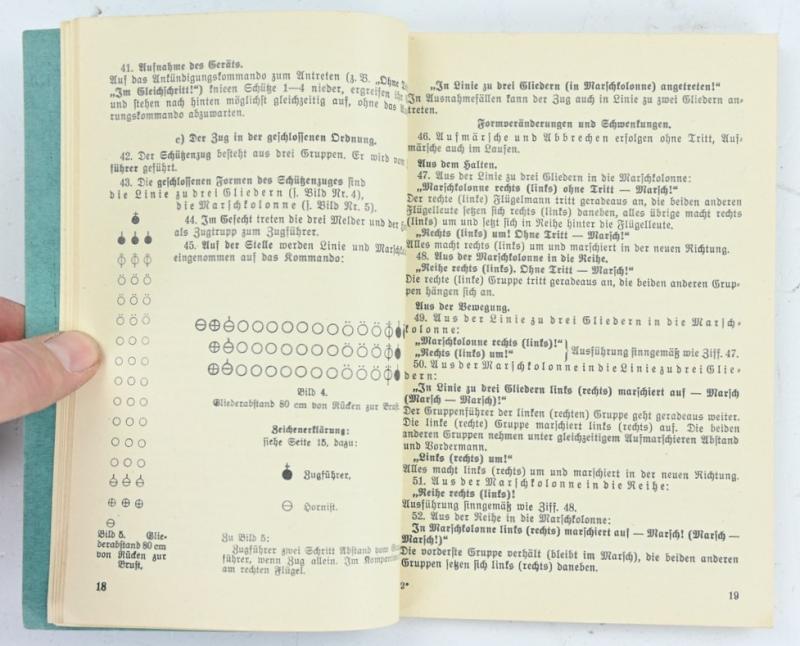 41. Aufnahme des Geräts.
Auf das Ankündigungskommando zum Antreten (z. B. „Ohne
„Im Gleichschritt!“) knieen Schütze 1—4 nieder, ergreifen
und stehen nach hinten möglichst gleichzeitig auf, ohne das
rungskommando abzuwarten.
c) Der Zug in der geschlossenen Ordnung.
42. Der Schützenzug besteht aus drei Gruppen. Er wird vom
führer geführt.
43. Die geschlossenen Formen des Schützenzuges sind
die Linie zu drei Gliedern (s. Bild Nr. 4),
die Marschkolonne (s. Bild Nr. 5).
44. Im Gefecht treten die drei Melder und der
als Zugtrupp zum Zugführer.
45. Auf der Stelle werden Linie und
eingenommen auf das Kommando:
Bild 4.
Gliederabstand 80 cm von Rücken zur Brust.
Zeichenerklärung:
siehe Seite 15, dazu:
Zugführer,
Hornist.
Bild 5. Glie-
derabstand 80 cm
von Rücken zur
Brust.
Zu Bild 5:
Zugführer zwei Schritt Abstand vom
führer, wenn Zug allein. Im
am rechten Flügel.
18
„In Linie zu drei Gliedern (in Marschkolonne) angetreten!“
In Ausnahmefällen kann der Zug auch in Linie zu zwei Gliedern an-
treten.
Formveränderungen und Schwenkungen.
46. Aufmärsche und Abbrechen erfolgen ohne Tritt, Auf-
märsche auch im Laufen.
Aus dem Halten.
47. Aus der Linie zu drei Gliedern in die Marschkolonne:
„Marschkolonne rechts (links) ohne Tritt — Marsch!“
Der rechte (linke) Flügelmann tritt geradeaus an, die beiden anderen
Flügelleute setzen sich rechts (links) daneben, alles übrige macht rechts
(links) um und setzt sich in Reihe hinter die Flügelleute.
„Rechts (links) um! Ohne Tritt — Marsch!“
Alles macht rechts (links) um und marschiert in der neuen Richtung.
48. Aus der Marschkolonne in die Reihe.
„Reihe rechts (links). Ohne Tritt — Marsch!“
Die rechte (linke) Gruppe tritt geradeaus an, die beiden anderen Grup-
pen hängen sich an.
Aus der Bewegung.
49. Aus der Linie zu drei Gliedern in die Marsch-
kolonne:
„Marschkolonne rechts (links)!“
„Rechts (links) um!“
Ausführung sinngemäß wie Ziff. 47.
50. Aus der Marschkolonne in die Linie zu drei Glie-
dern:
„In Linie zu drei Gliedern links (rechts) marschiert auf — Marsch
(Marsch — Marsch)!“
Der Gruppenführer der linken (rechten) Gruppe geht geradeaus weiter.
Die linke (rechte) Gruppe marschiert links (rechts) auf. Die beiden
anderen Gruppen nehmen unter gleichzeitigem Aufmarschieren Abstand
und Vordermann.
„Links (rechts) um!“
Alles macht links (rechts) um und marschiert in der neuen Richtung.
51. Aus der Marschkolonne in die Reihe:
„Reihe rechts (links)!
Ausführung sinngemäß wie Ziff. 48.
52. Aus der Reihe in die Marschkolonne:
In Marschkolonne links (rechts) marschiert auf — Marsch! (Marsch —
Marsch!)“
Die vorderste Gruppe verhält (bleibt im Marsch), die beiden anderen
Gruppen setzen sich links (rechts) daneben.
2*
19